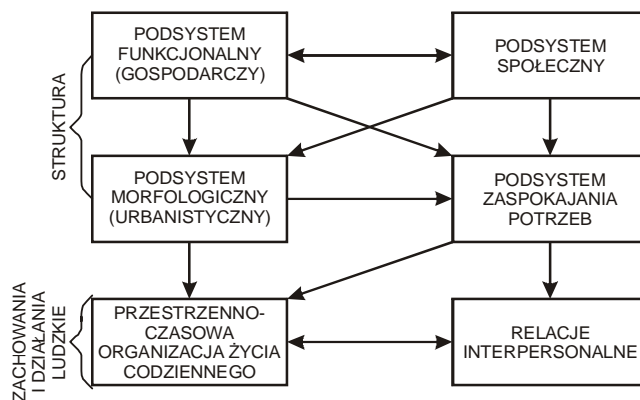 PODSYSTEM
FUNKCJONALNY
(GOSPODARCZY)
PODSYSTEM
SPOŁECZNY
STRUKTURA
PODSYSTEM
MORFOLOGICZNY
(URBANISTYCZNY)
PODSYSTEM
ZASPOKAJANIA
POTRZEB
ZACHOWANIA
I DZIAŁANIA
LUDZKIE
PRZESTRZENNO-
CZASOWA
ORGANIZACJA ŻYCIA
CODZIENNEGO
RELACJE
INTERPERSONALNE